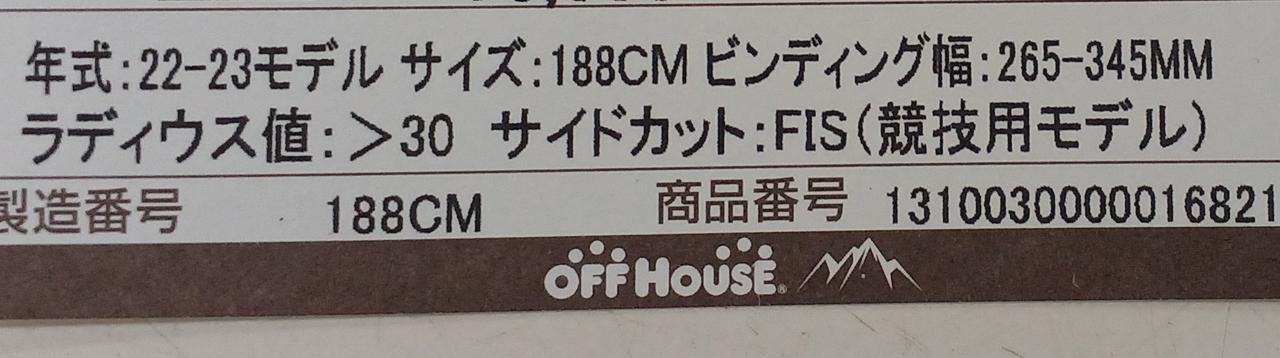 年式:22-23モデル サイズ:188CM ビンディング幅:265-345MM
ラディウス値:>30 サイドカット:FIS(競技用モデル)
製造番号 188CM 商品番号 1310030000016821
OFF HOUSE®